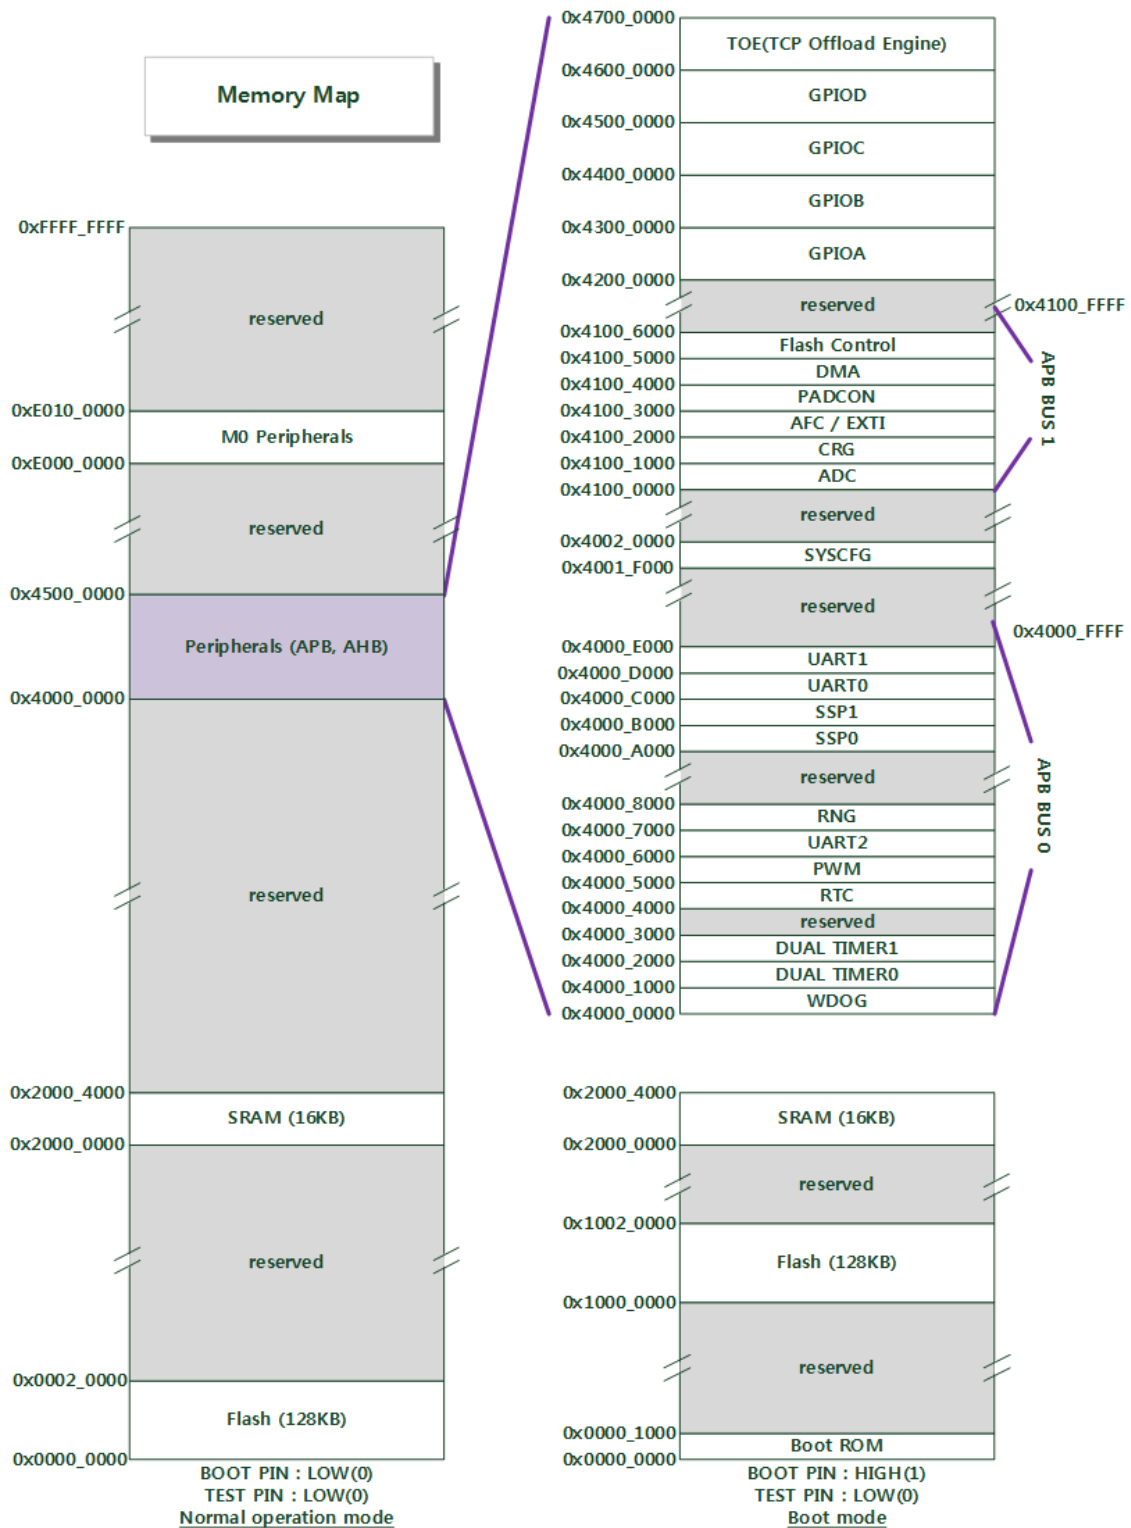 Memory Map
0xFFFF_FFFF
reserved
0xE010_0000
M0 Peripherals
0xE000_0000
reserved
0x4500_0000
Peripherals (APB, AHB)
0x4000_0000
reserved
0x2000_4000
SRAM (16KB)
0x2000_0000
reserved
0x0002_0000
Flash (128KB)
0x0000_0000
BOOT PIN : LOW(0)
TEST PIN : LOW(0)
Normal operation mode
0x4700_0000
TOE(TCP Offload Engine)
0x4600_0000
GPIOD
0x4500_0000
GPIOC
0x4400_0000
GPIOB
0x4300_0000
GPIOA
0x4200_0000
reserved
0x4100_FFFF
0x4100_6000
Flash Control
0x4100_5000
DMA
0x4100_4000
PADCON
0x4100_3000
AFC / EXTI
0x4100_2000
CRG
0x4100_1000
ADC
0x4100_0000
APB BUS 1
reserved
0x4002_0000
SYSCFG
0x4001_F000
reserved
0x4000_FFFF
0x4000_E000
UART1
0x4000_D000
UART0
0x4000_C000
SSP1
0x4000_B000
SSP0
0x4000_A000
reserved
0x4000_8000
RNG
0x4000_7000
UART2
0x4000_6000
PWM
0x4000_5000
RTC
0x4000_4000
reserved
0x4000_3000
DUAL TIMER1
0x4000_2000
DUAL TIMER0
0x4000_1000
WDOG
0x4000_0000
APB BUS 0
0x2000_4000
SRAM (16KB)
0x2000_0000
reserved
0x1002_0000
Flash (128KB)
0x1000_0000
reserved
0x0000_1000
Boot ROM
0x0000_0000
BOOT PIN : HIGH(1)
TEST PIN : LOW(0)
Boot mode